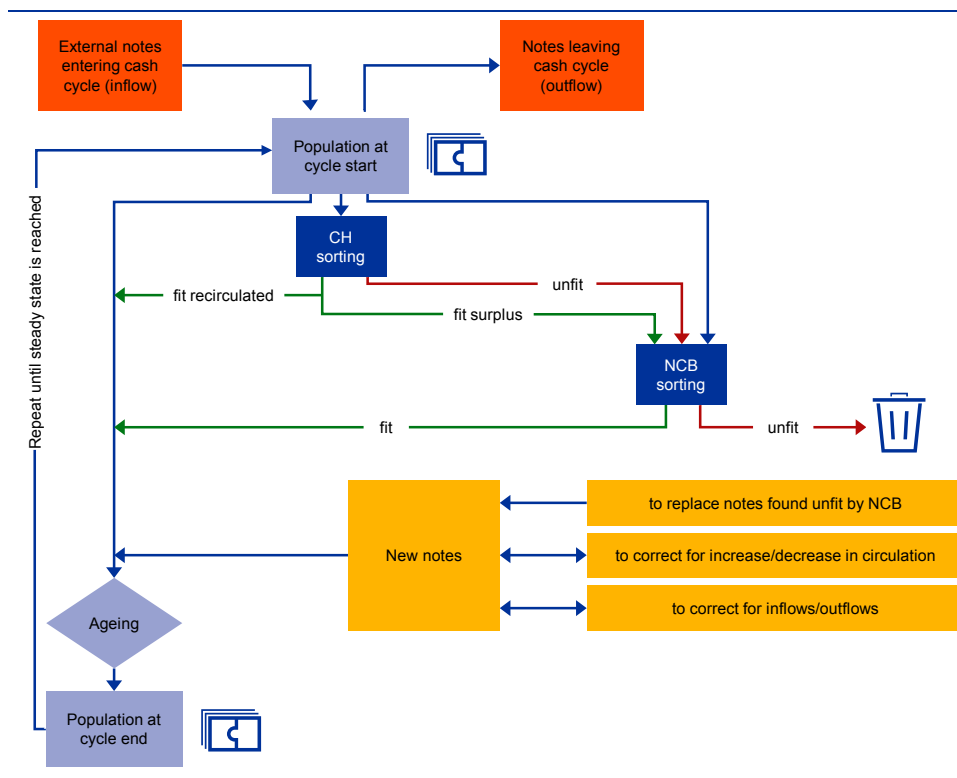 External notes
entering cash
cycle (inflow)
Notes leaving
cash cycle
(outflow)
Population at
cycle start
Repeat until steady state is reached
CH
sorting
fit recirculated
unfit
fit surplus
NCB
sorting
fit
unfit
New notes
to replace notes found unfit by NCB
to correct for increase/decrease in circulation
to correct for inflows/outflows
Ageing
Population at
cycle end